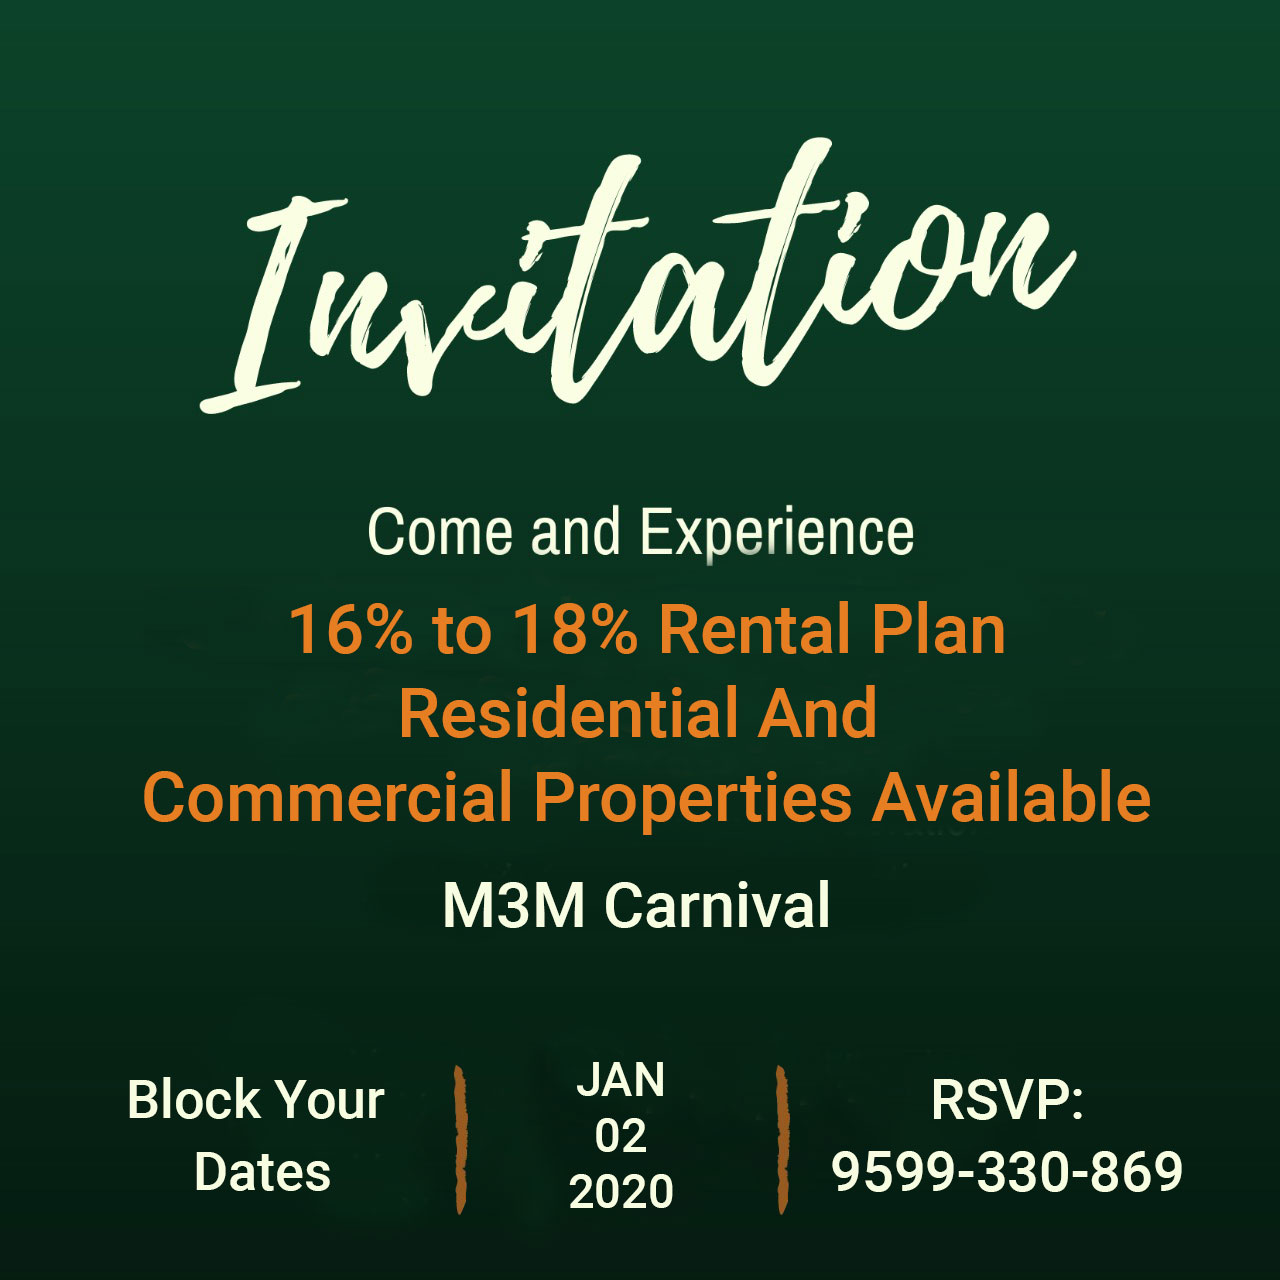 Invitation
Come and Experience
16% to 18% Rental Plan
Residential And
Commercial Properties Available
M3M Carnival
Block Your
Dates
JAN
02
2020
RSVP:
9599-330-869